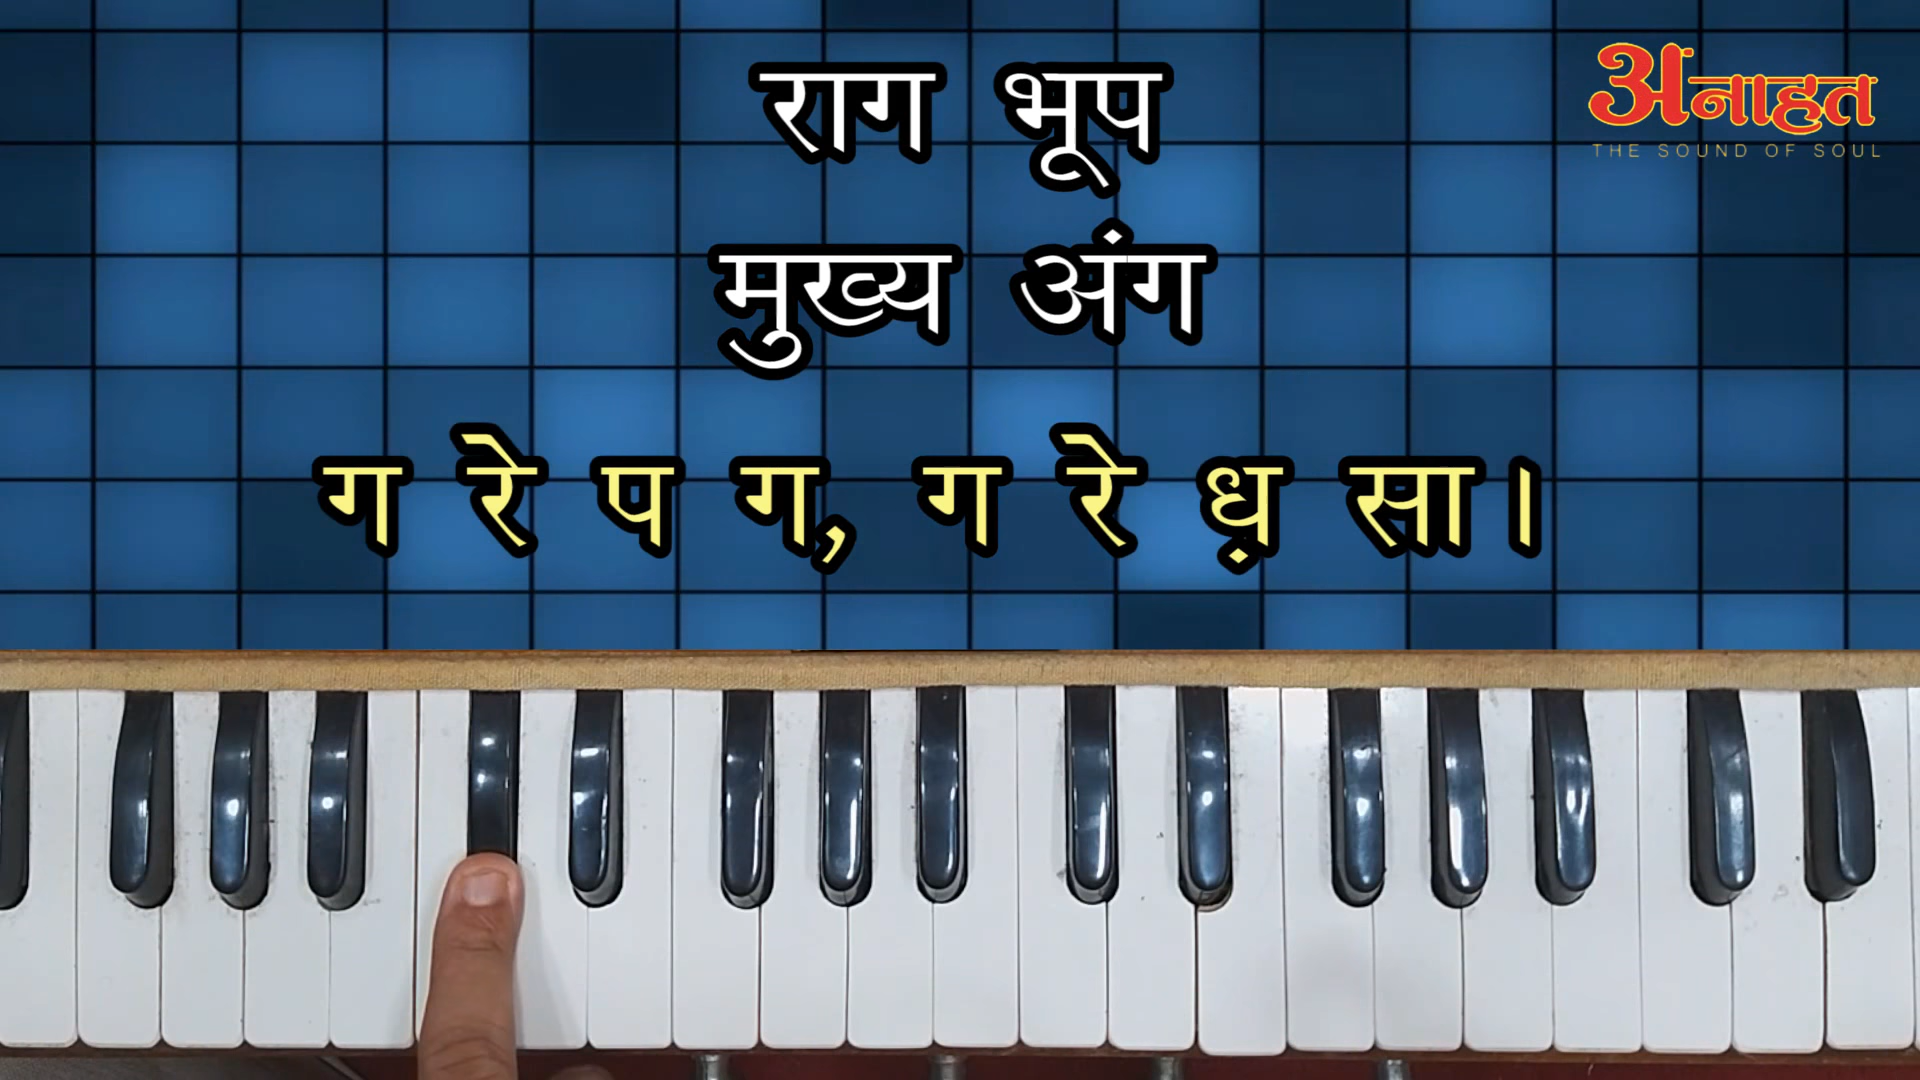 राग भूप
अनाहत
THE SOUND OF SOUL
मुख्य अंग
ग रे प ग, ग रे ध़ सा।